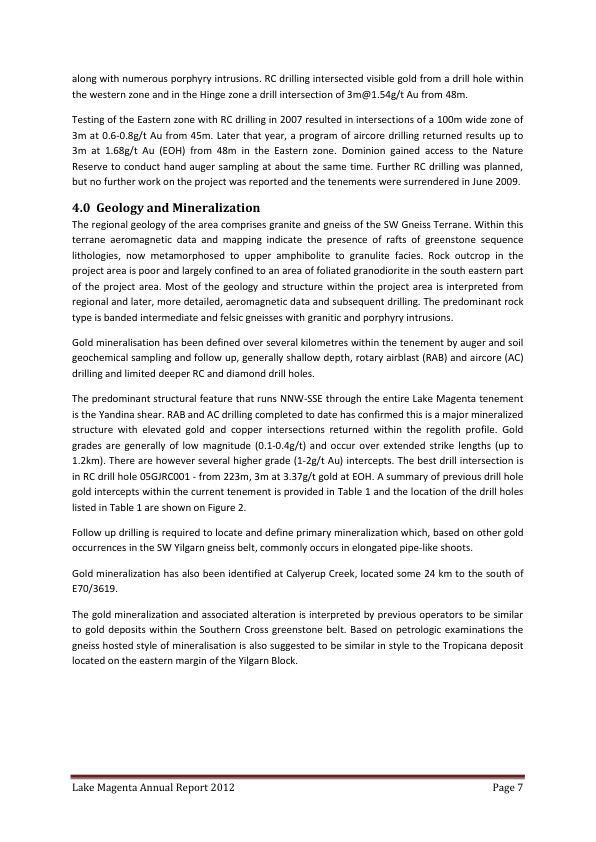 along with numerous porphyry intrusions. RC drilling intersected visible gold from a drill hole within
the western zone and in the Hinge zone a drill intersection of 3m@1.54g/t Au from 48m.
Testing of the Eastern zone with RC drilling in 2007 resulted in intersections of a 100m wide zone of
3m at 0.6-0.8g/t Au from 45m. Later that year, a program of aircore drilling returned results up to
3m at 1.68g/t Au (EOH) from 48m in the Eastern zone. Dominion gained access to the Nature
Reserve to conduct hand auger sampling at about the same time. Further RC drilling was planned,
but no further work on the project was reported and the tenements were surrendered in June 2009.
4.0 Geology and Mineralization
The regional geology of the area comprises granite and gneiss of the SW Gneiss Terrane. Within this
terrane aeromagnetic data and mapping indicate the presence of rafts of greenstone sequence
lithologies, now metamorphosed to upper amphibolite to granulite facies. Rock outcrop in the
project area is poor and largely confined to an area of foliated granodiorite in the south eastern part
of the project area. Most of the geology and structure within the project area is interpreted from
regional and later, more detailed, aeromagnetic data and subsequent drilling. The predominant rock
type is banded intermediate and felsic gneisses with granitic and porphyry intrusions.
Gold mineralisation has been defined over several kilometres within the tenement by auger and soil
geochemical sampling and follow up, generally shallow depth, rotary airblast (RAB) and aircore (AC)
drilling and limited deeper RC and diamond drill holes.
The predominant structural feature that runs NNW-SSE through the entire Lake Magenta tenement
is the Yandina shear. RAB and AC drilling completed to date has confirmed this is a major mineralized
structure with elevated gold and copper intersections returned within the regolith profile. Gold
grades are generally of low magnitude (0.1-0.4g/t) and occur over extended strike lengths (up to
1.2km). There are however several higher grade (1-2g/t Au) intercepts. The best drill intersection is
in RC drill hole 05GJRC001 - from 223m, 3m at 3.37g/t gold at EOH. A summary of previous drill hole
gold intercepts within the current tenement is provided in Table 1 and the location of the drill holes
listed in Table 1 are shown on Figure 2.
Follow up drilling is required to locate and define primary mineralization which, based on other gold
occurrences in the SW Yilgarn gneiss belt, commonly occurs in elongated pipe-like shoots.
Gold mineralization has also been identified at Calyerup Creek, located some 24 km to the south of
E70/3619.
The gold mineralization and associated alteration is interpreted by previous operators to be similar
to gold deposits within the Southern Cross greenstone belt. Based on petrologic examinations the
gneiss hosted style of mineralisation is also suggested to be similar in style to the Tropicana deposit
located on the eastern margin of the Yilgarn Block.
Lake Magenta Annual Report 2012 Page 7